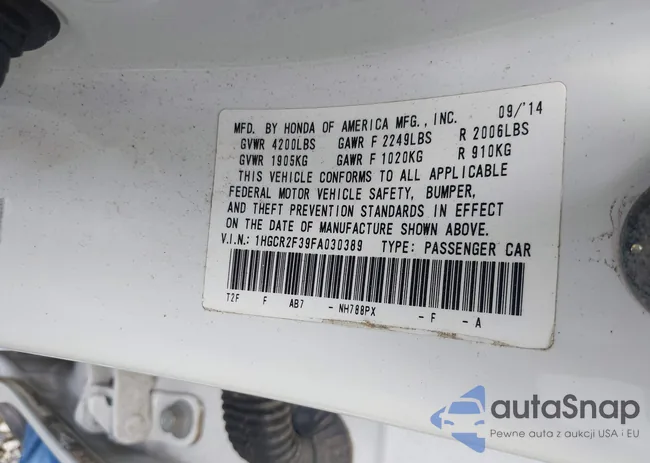 MFD. BY HONDA OF AMERICA MFG., INC. 09/'14
GVWR 4200LBS GAWR F 2249LBS R 2006LBS
GVWR 1905KG GAWR F 1020KG R 910KG
THIS VEHICLE CONFORMS TO ALL APPLICABLE
FEDERAL MOTOR VEHICLE SAFETY, BUMPER,
AND THEFT PREVENTION STANDARDS IN EFFECT
ON THE DATE OF MANUFACTURE SHOWN ABOVE.
V.I.N.: 1HGCR2F39FA030389 TYPE: PASSENGER CAR
T2F F AB7 - NH788PX - F - A
autaSnap
Pewne auta z aukcji USA i EU